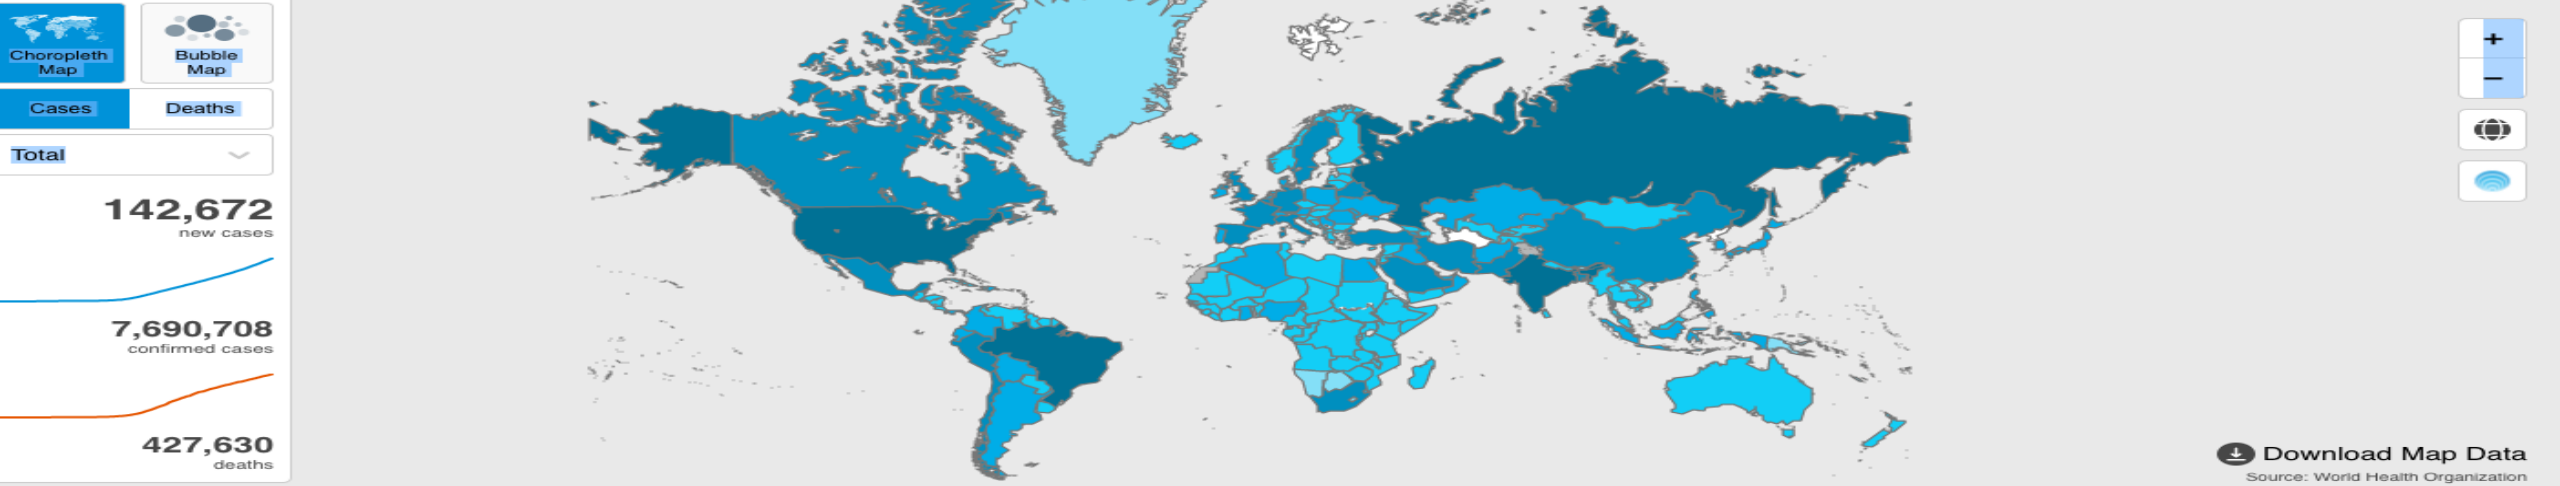 Choropleth
Map
Bubble
Map
Cases
Deaths
Total
142,672
new cases
7,690,708
confirmed cases
427,630
deaths
+
−
Download Map Data
Source: World Health Organization